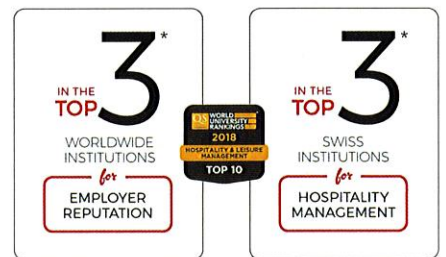 IN THE
TOP 3*
WORLDWIDE
INSTITUTIONS
for
EMPLOYER
REPUTATION
QS WORLD
UNIVERSITY
RANKINGS
2018
HOSPITALITY & LEISURE
MANAGEMENT
TOP 10
IN THE
TOP 3*
SWISS
INSTITUTIONS
for
HOSPITALITY
MANAGEMENT